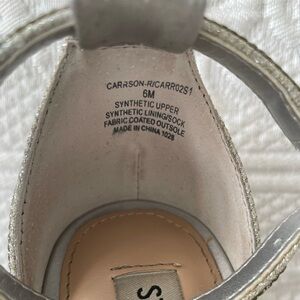 CARRSON-R/CARR02S1
6M
SYNTHETIC UPPER
SYNTHETIC LINING/SOCK
FABRIC COATED OUTSOLE
MADE IN CHINA 1028